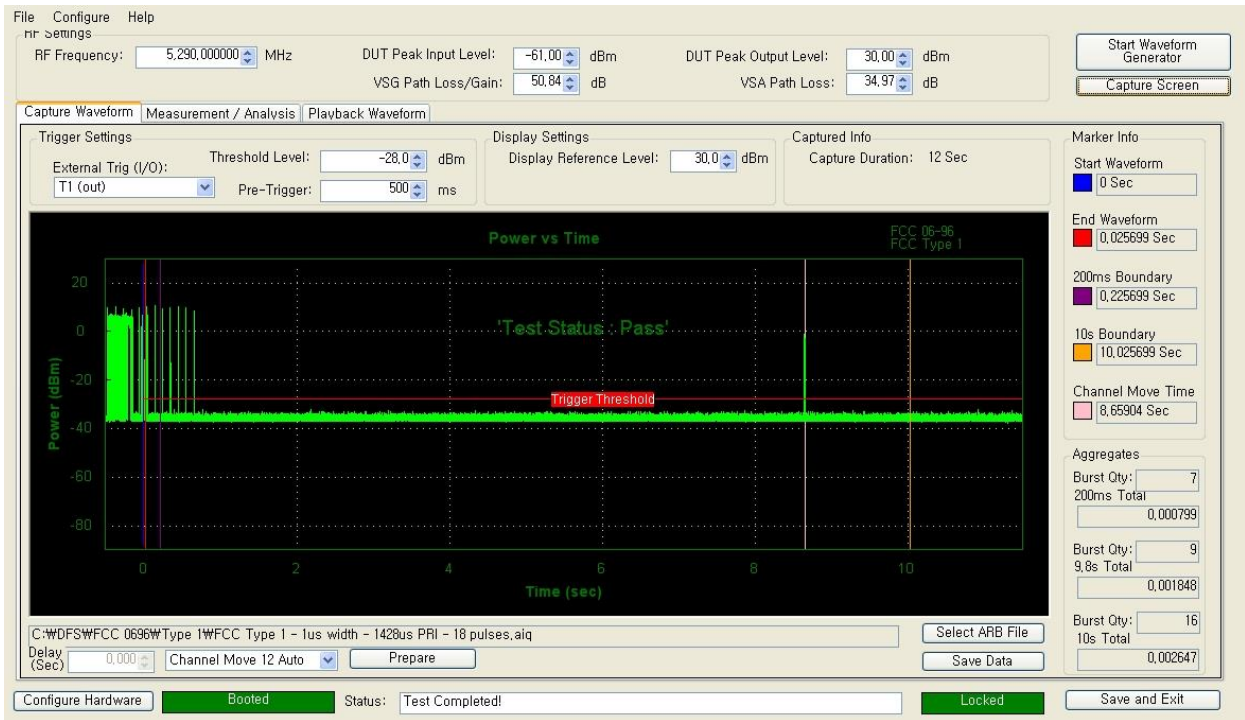 File Configure Help
RF Settings
RF Frequency: 5,290,000000 MHz
DUT Peak Input Level: -61,00 dBm
DUT Peak Output Level: 30,00 dBm
VSG Path Loss/Gain: 50,84 dB
VSA Path Loss: 34,97 dB
Start Waveform Generator
Capture Screen
Capture Waveform Measurement / Analysis Playback Waveform
Trigger Settings
External Trig (I/O):
T1 (out)
Threshold Level: -28,0 dBm
Pre-Trigger: 500 ms
Display Settings
Display Reference Level: 30,0 dBm
Captured Info
Capture Duration: 12 Sec
Power vs Time
FCC 06-96
FCC Type 1
'Test Status : Pass'
Trigger Threshold
Power (dBm)
20
0
-20
-40
-60
-80
0 2 4 6 8 10
Time (sec)
Marker Info
Start Waveform
0 Sec
End Waveform
0,025699 Sec
200ms Boundary
0,225699 Sec
10s Boundary
10,025699 Sec
Channel Move Time
8,65904 Sec
Aggregates
Burst Qty: 7
200ms Total
0,000799
Burst Qty: 9
9,8s Total
0,001848
Burst Qty: 16
10s Total
0,002647
C:₩DFS₩FCC 0696₩Type 1₩FCC Type 1 - 1us width - 1428us PRI - 18 pulses,aiq
Select ARB File
Delay (Sec) 0,000 Channel Move 12 Auto Prepare
Save Data
Configure Hardware Booted Status: Test Completed! Locked Save and Exit